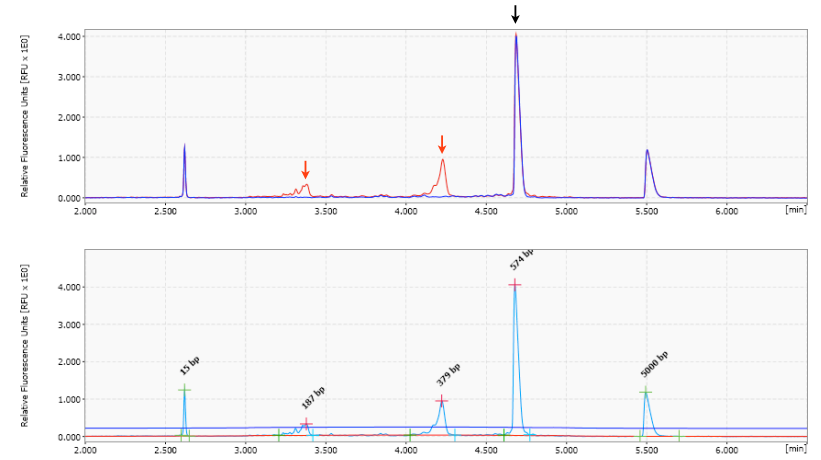 Relative Fluorescence Units [RFU x 1E0]
4.000
3.000
2.000
1.000
0.000
2.000 2.500 3.000 3.500 4.000 4.500 5.000 5.500 6.000 [min]
Relative Fluorescence Units [RFU x 1E0]
4.000
3.000
2.000
1.000
0.000
15 bp
187 bp
379 bp
574 bp
5000 bp
2.000 2.500 3.000 3.500 4.000 4.500 5.000 5.500 6.000 [min]